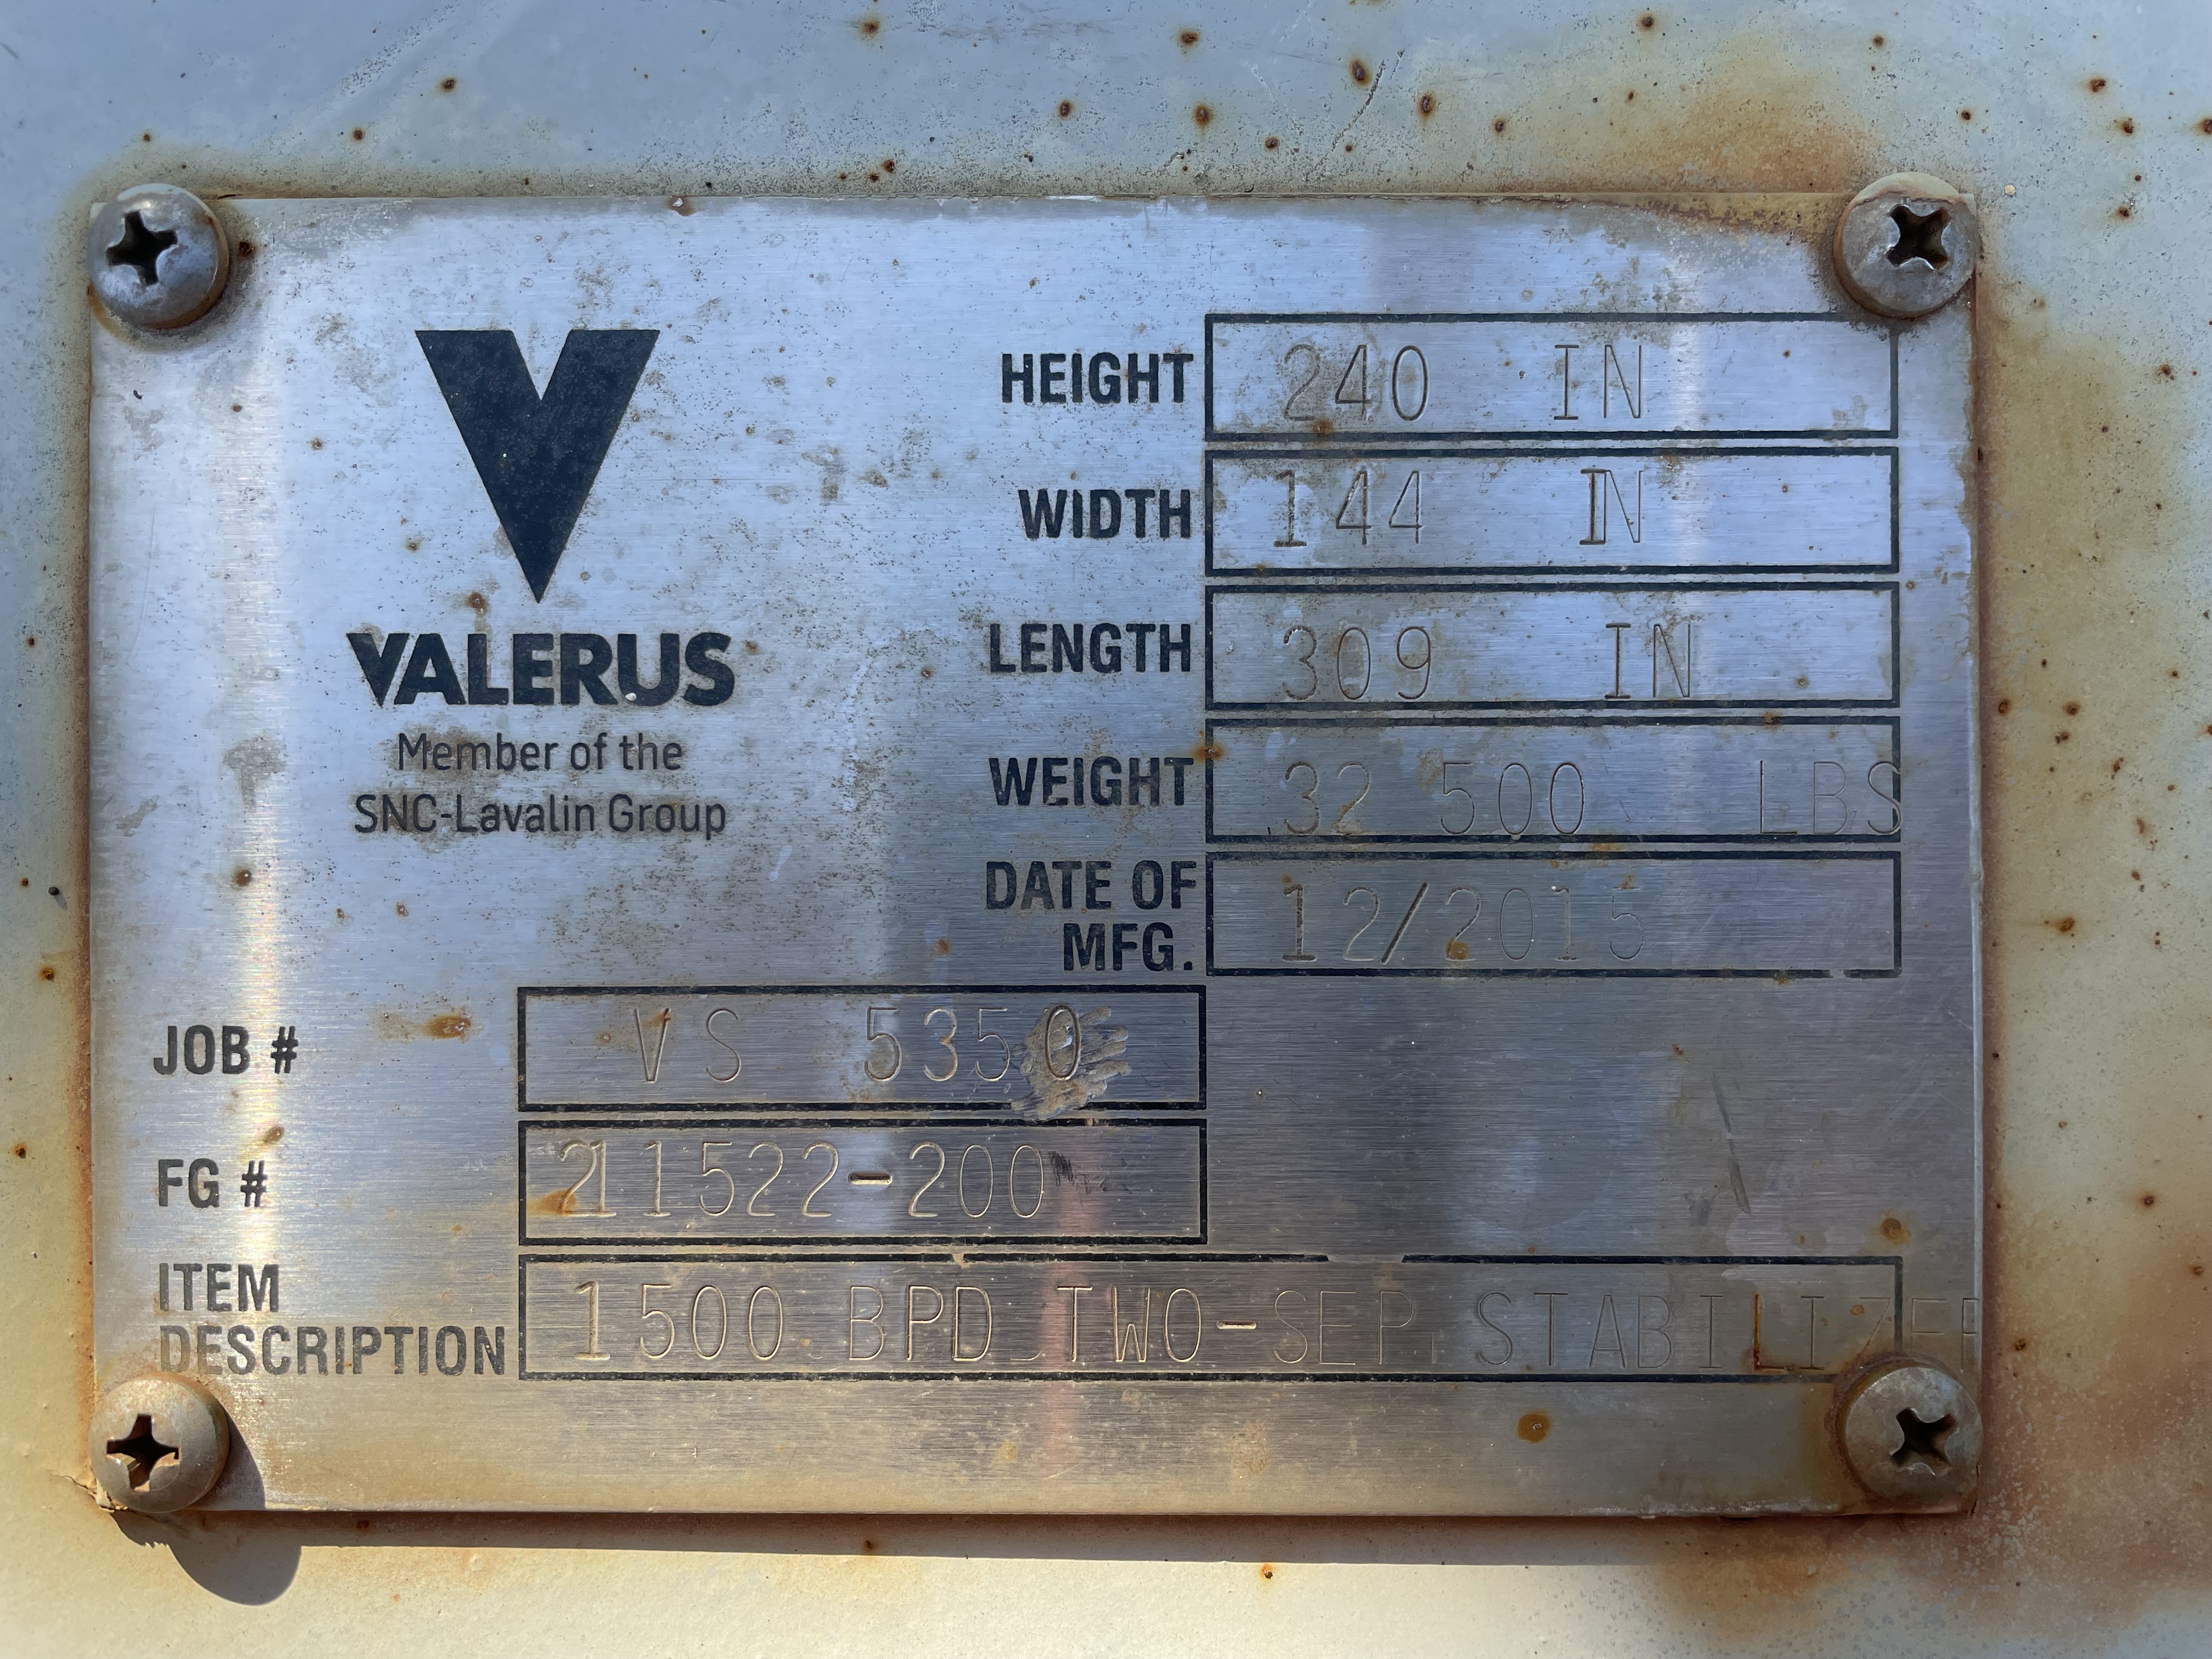 VALERUS
Member of the
SNC-Lavalin Group
HEIGHT 240 IN
WIDTH 144 IN
LENGTH 309 IN
WEIGHT 32 500 LBS
DATE OF
MFG. 12/2015
JOB # VS 5350
FG # 211522-200
ITEM
DESCRIPTION 1500 BPD TWO-SEP STABILIZER